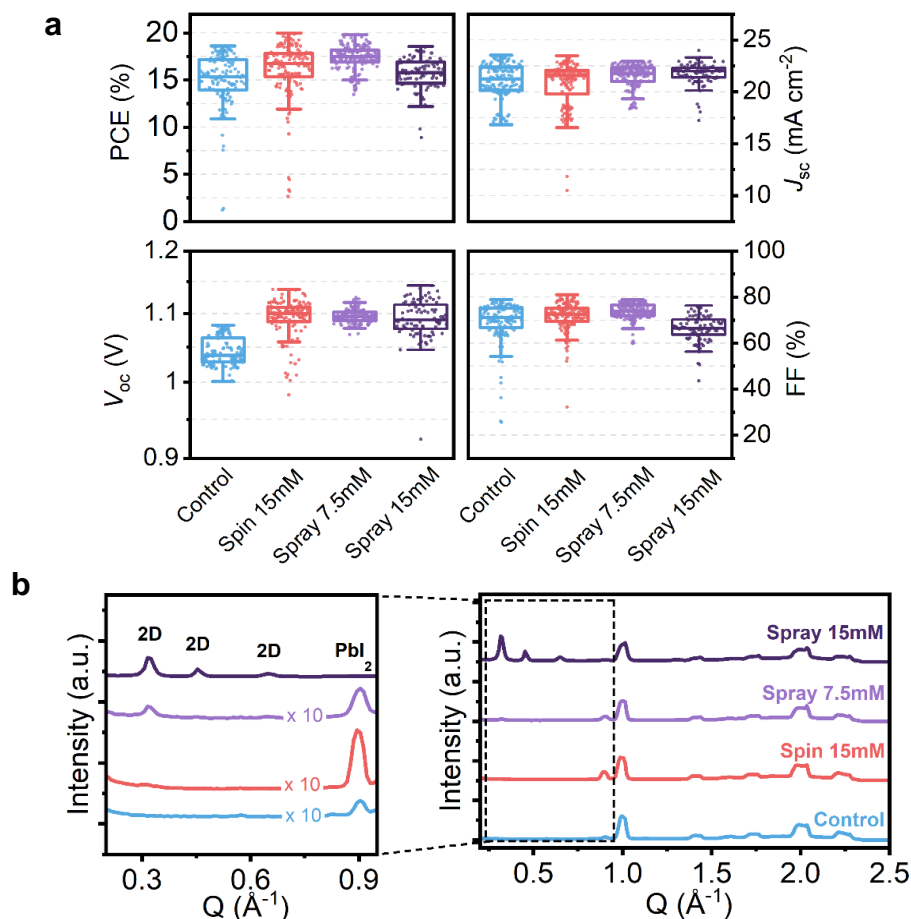 a
PCE (%)
20
15
10
5
0
22.5
20
15
10
Jsc (mA cm-2)
Voc (V)
1.2
1.1
1
0.9
100
80
60
40
20
FF (%)
Control
Spin 15mM
Spray 7.5mM
Spray 15mM
Control
Spin 15mM
Spray 7.5mM
Spray 15mM
b
Intensity (a.u.)
2D
2D
2D
PbI2
x 10
x 10
x 10
0.3
0.6
0.9
Q (Å-1)
Intensity (a.u.)
Spray 15mM
Spray 7.5mM
Spin 15mM
Control
0.5
1.0
1.5
2.0
2.5
Q (Å-1)